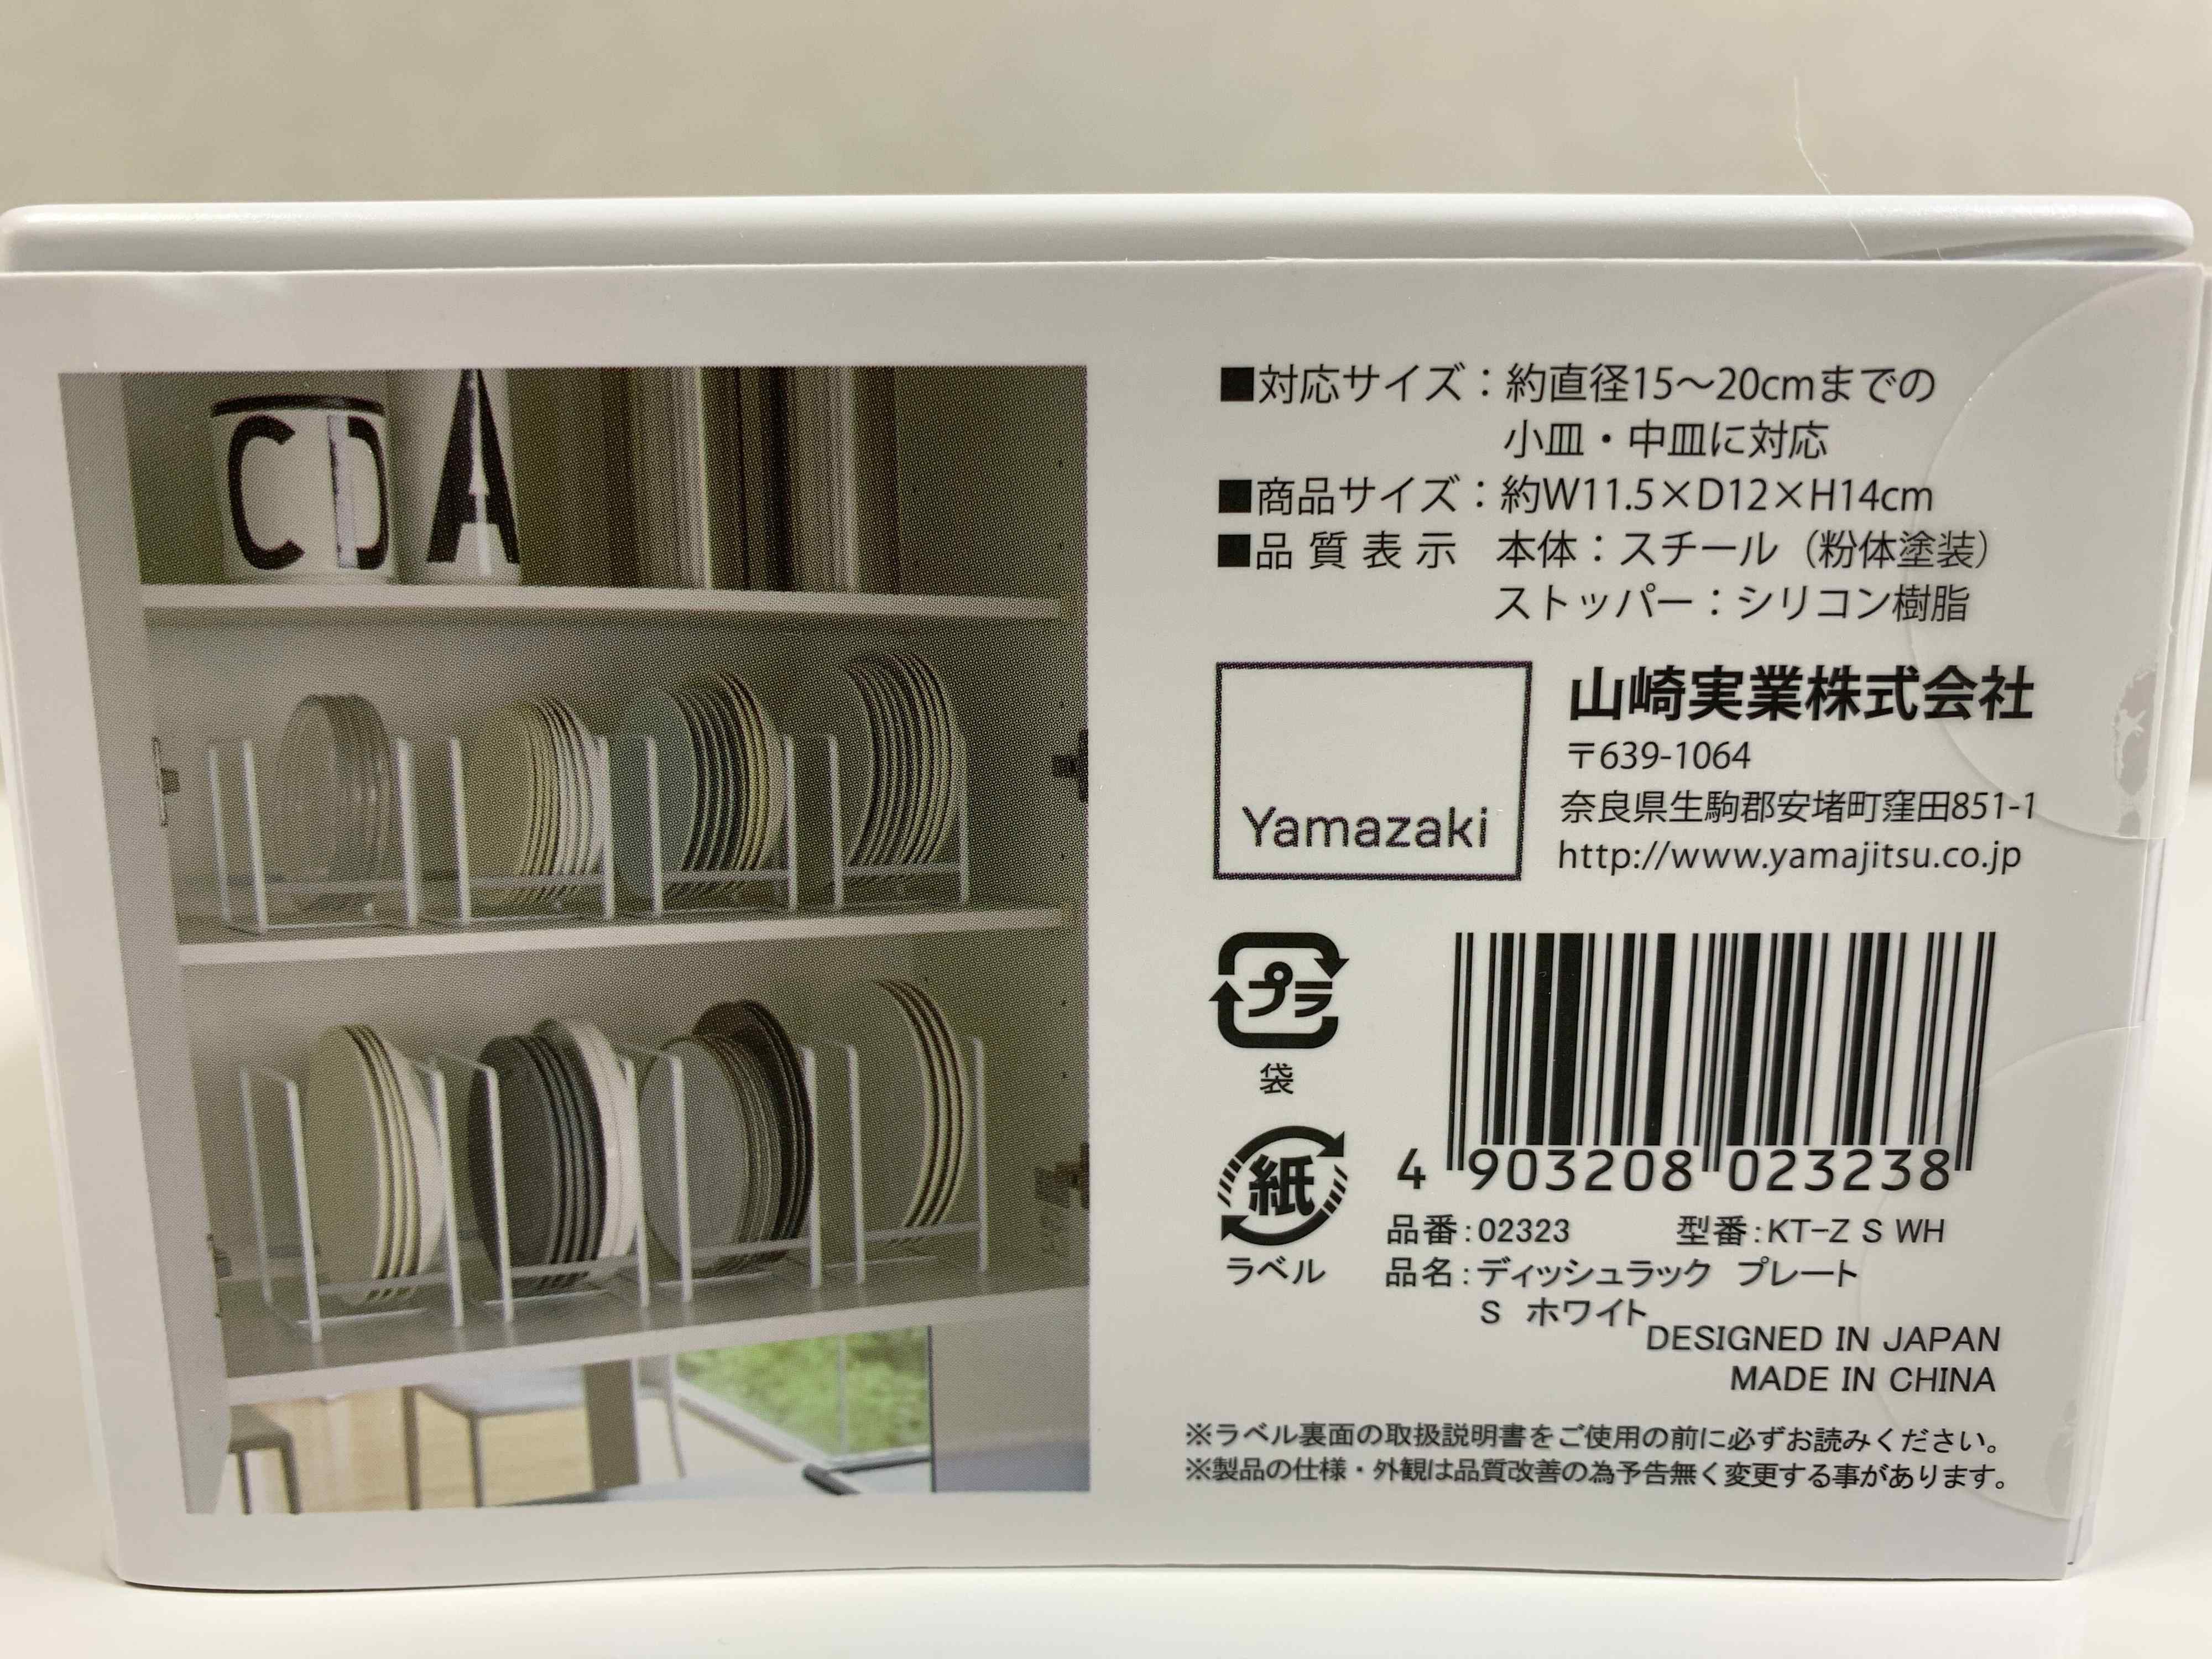 CDA
■対応サイズ：約直径15～20cmまでの
小皿・中皿に対応
■商品サイズ：約W11.5×D12×H14cm
■品質表示 本体：スチール（粉体塗装）
ストッパー：シリコン樹脂
Yamazaki
山崎実業株式会社
〒639-1064
奈良県生駒郡安堵町窪田851-1
http://www.yamajitsu.co.jp
プラ
袋
紙
ラベル
4 903208 023238
品番：02323 型番：KT-Z S WH
品名：ディッシュラック プレート
S ホワイト
DESIGNED IN JAPAN
MADE IN CHINA
※ラベル裏面の取扱説明書をご使用の前に必ずお読みください。
※製品の仕様・外観は品質改善の為予告無く変更する事があります。